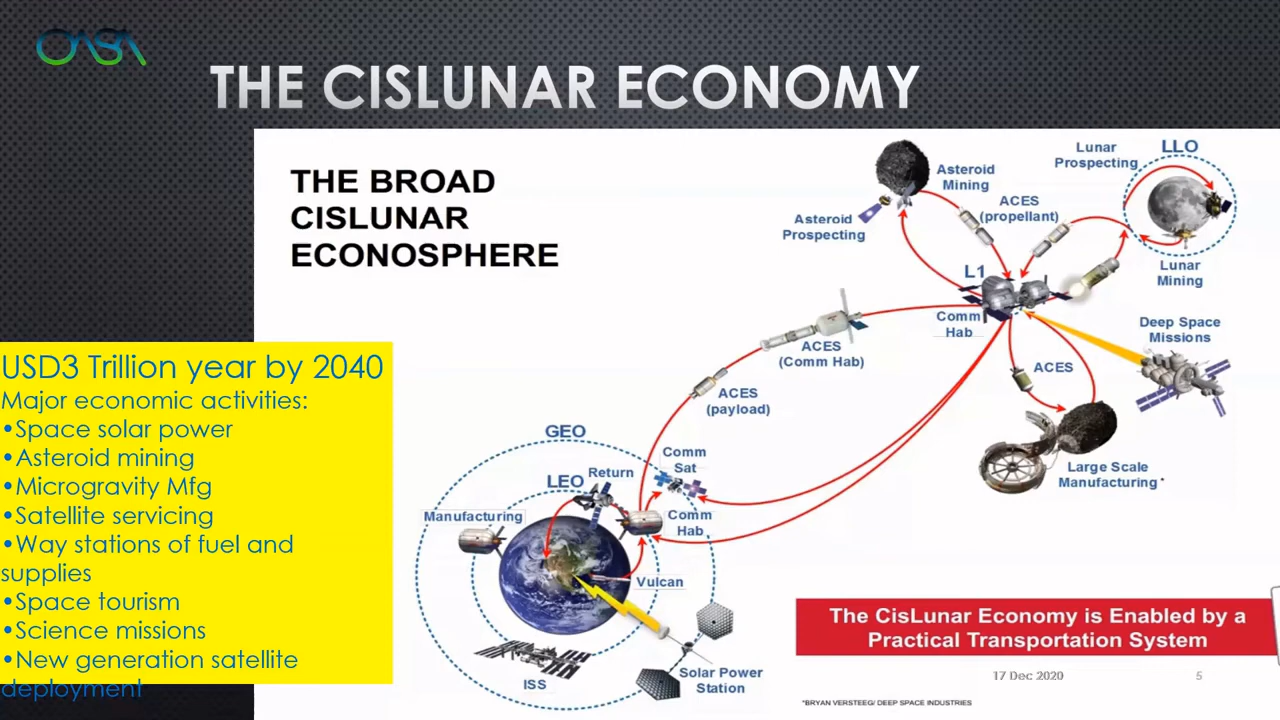 OASA
THE CISLUNAR ECONOMY
THE BROAD
CISLUNAR
ECONOSPHERE
USD3 Trillion year by 2040
Major economic activities:
•Space solar power
•Asteroid mining
•Microgravity Mfg
•Satellite servicing
•Way stations of fuel and
supplies
•Space tourism
•Science missions
•New generation satellite
deployment
Asteroid
Mining
Asteroid
Prospecting
ACES
(propellant)
Lunar
Prospecting
LLO
Lunar
Mining
L1
Comm
Hab
Deep Space
Missions
ACES
(Comm Hab)
ACES
ACES
(payload)
Large Scale
Manufacturing *
GEO
LEO
Return
Comm
Sat
Manufacturing
Comm
Hab
Vulcan
ISS
Solar Power
Station
The CisLunar Economy is Enabled by a
Practical Transportation System
17 Dec 2020
5
*BRYAN VERSTEEG/ DEEP SPACE INDUSTRIES